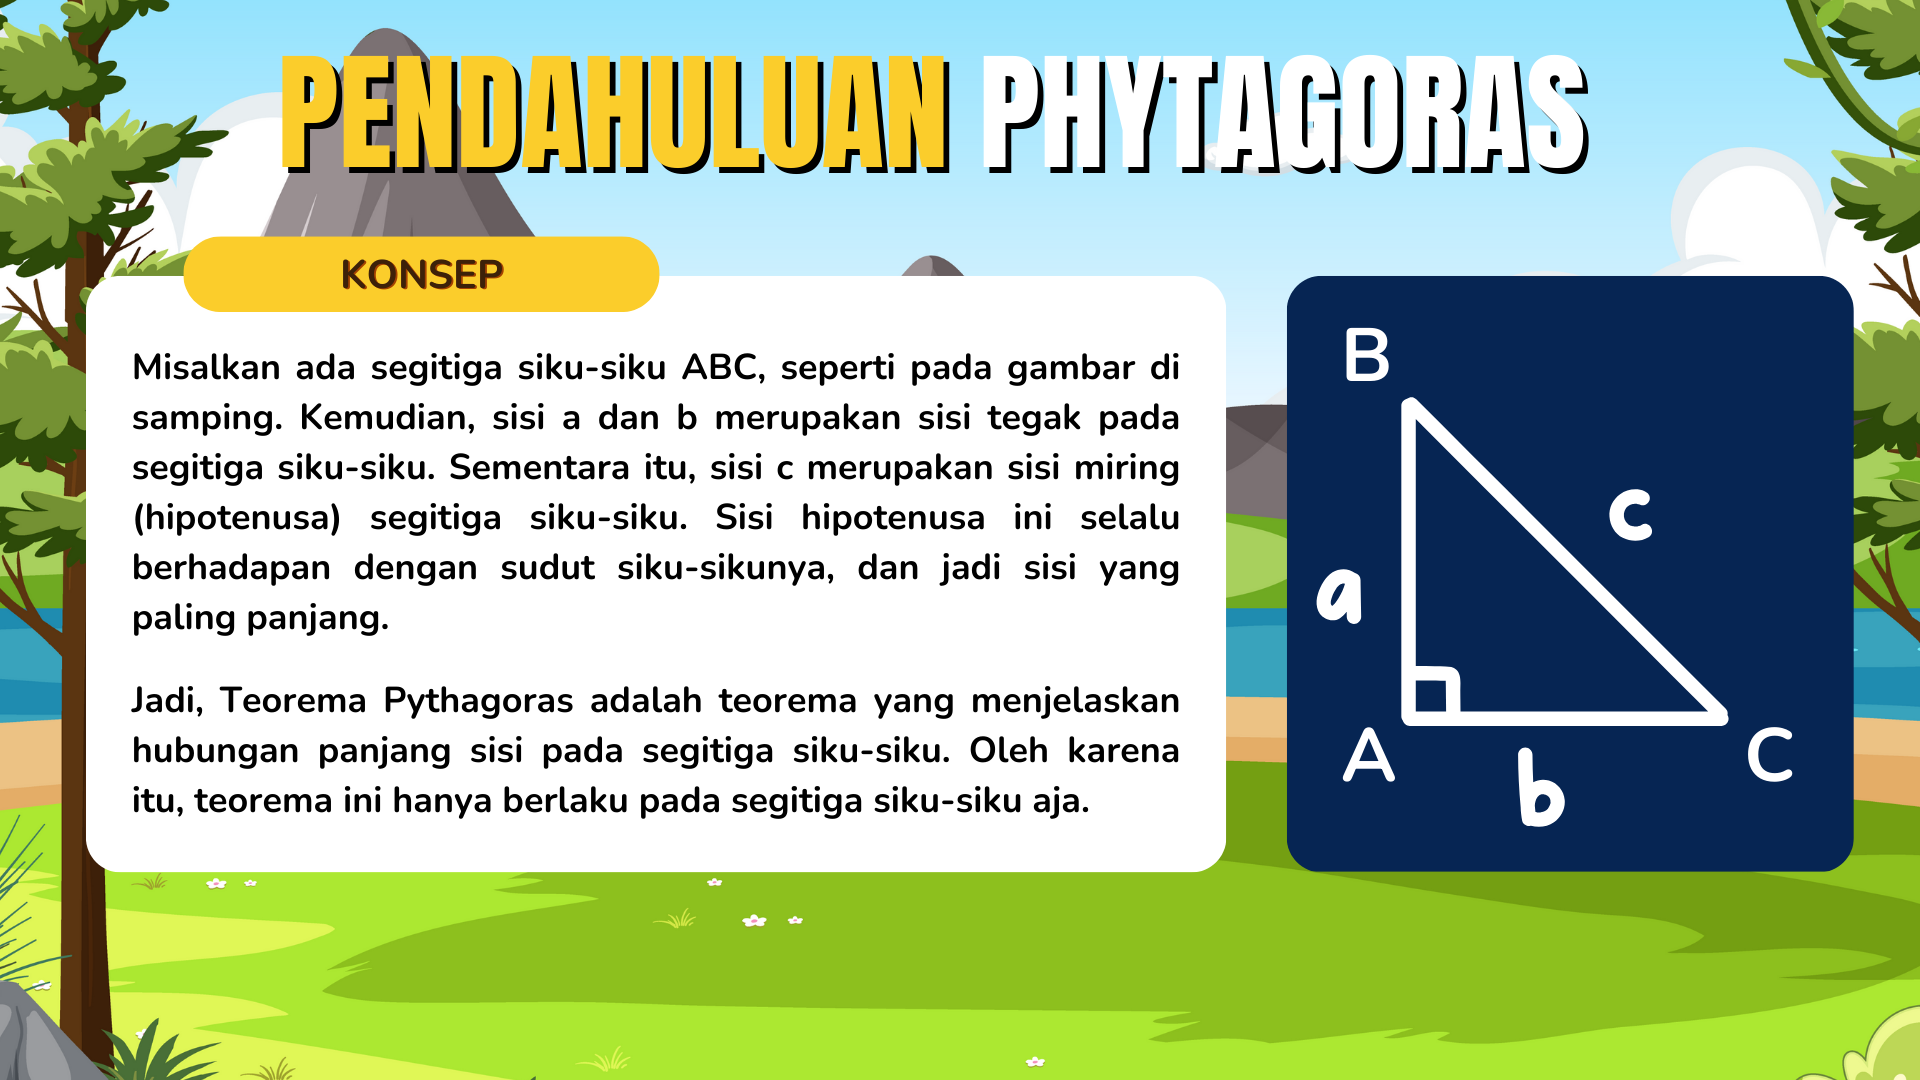 PENDAHULUAN PHYTAGORAS
KONSEP
Misalkan ada segitiga siku-siku ABC, seperti pada gambar di
samping. Kemudian, sisi a dan b merupakan sisi tegak pada
segitiga siku-siku. Sementara itu, sisi c merupakan sisi miring
(hipotenusa) segitiga siku-siku. Sisi hipotenusa ini selalu
berhadapan dengan sudut siku-sikunya, dan jadi sisi yang
paling panjang.
Jadi, Teorema Pythagoras adalah teorema yang menjelaskan
hubungan panjang sisi pada segitiga siku-siku. Oleh karena
itu, teorema ini hanya berlaku pada segitiga siku-siku aja.
B
c
a
A
C
b